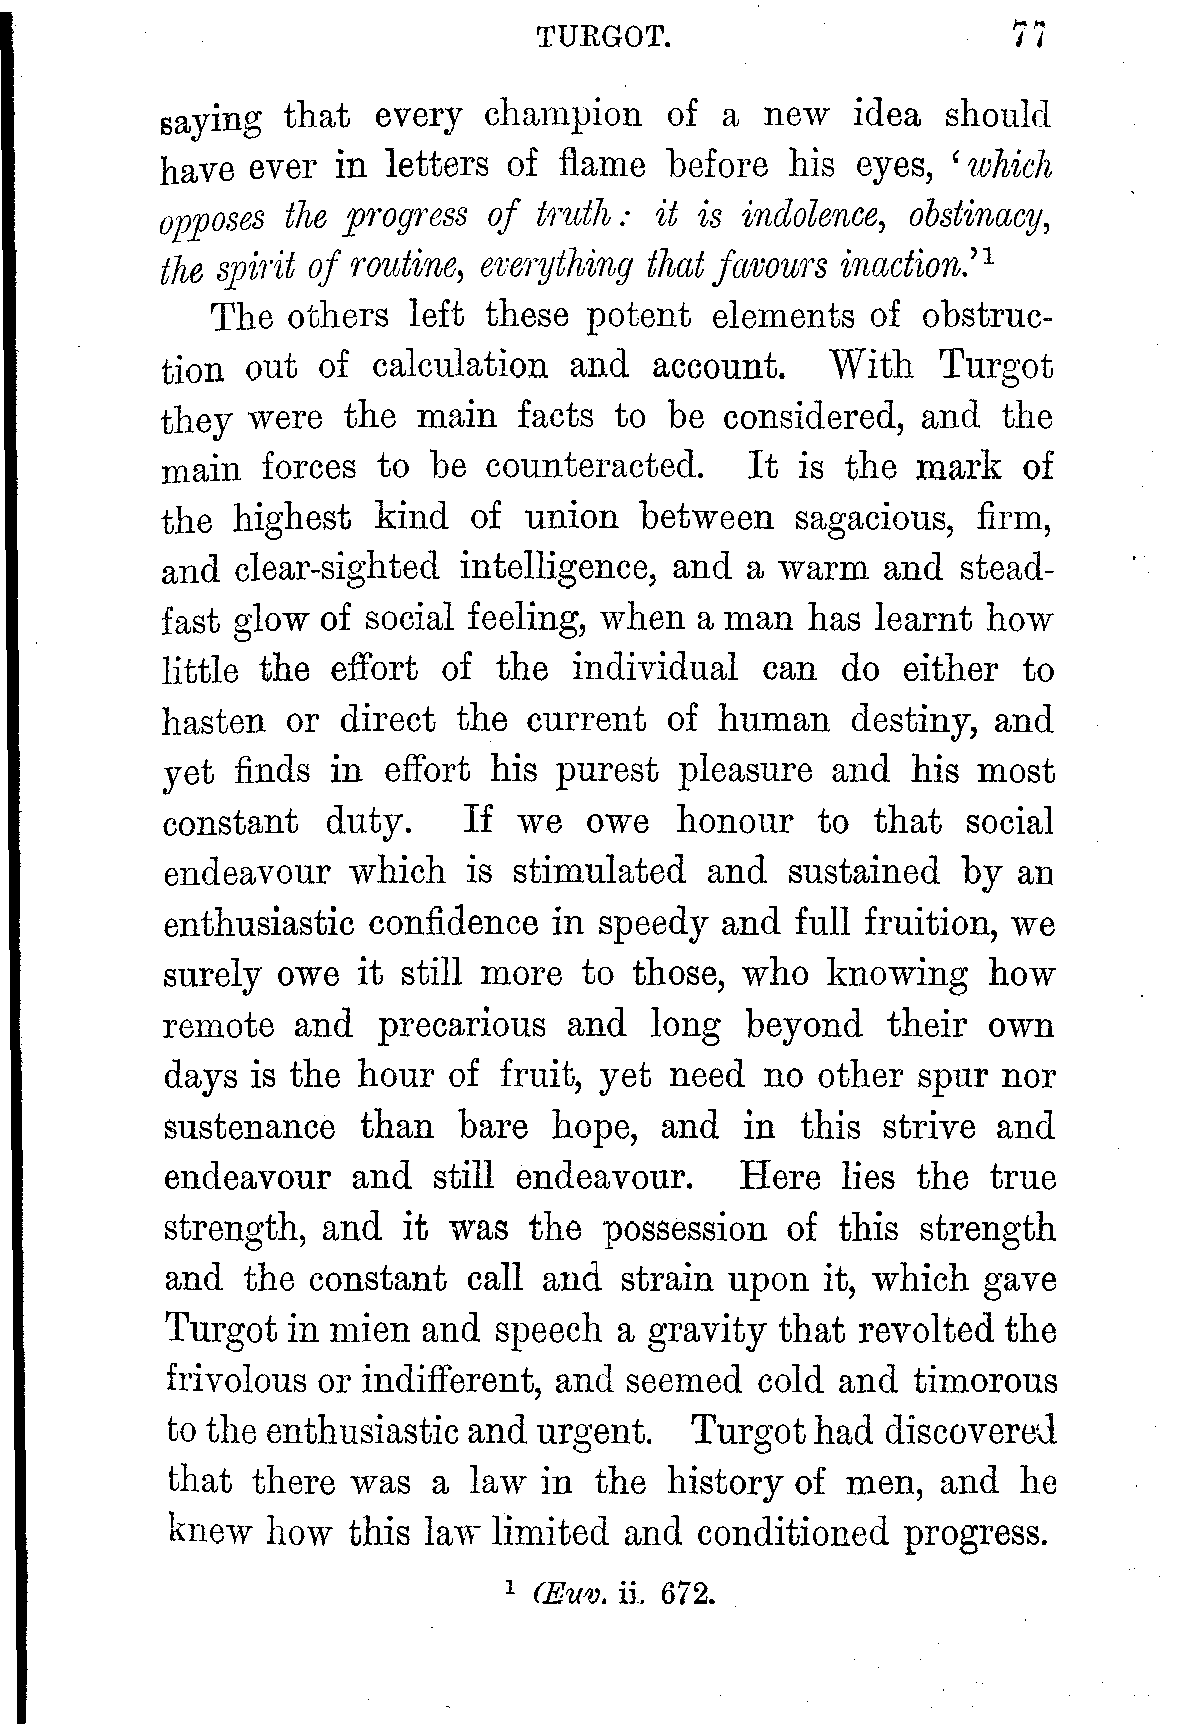 TURGOT. 77
saying that every champion of a new idea should
have ever in letters of flame before his eyes, ‘which
opposes the progress of truth: it is indolence, obstinacy,
the spirit of routine, everything that favours inaction.’1
The others left these potent elements of obstruc-
tion out of calculation and account. With Turgot
they were the main facts to be considered, and the
main forces to be counteracted. It is the mark of
the highest kind of union between sagacious, firm,
and clear-sighted intelligence, and a warm and stead-
fast glow of social feeling, when a man has learnt how
little the effort of the individual can do either to
hasten or direct the current of human destiny, and
yet finds in effort his purest pleasure and his most
constant duty. If we owe honour to that social
endeavour which is stimulated and sustained by an
enthusiastic confidence in speedy and full fruition, we
surely owe it still more to those, who knowing how
remote and precarious and long beyond their own
days is the hour of fruit, yet need no other spur nor
sustenance than bare hope, and in this strive and
endeavour and still endeavour. Here lies the true
strength, and it was the possession of this strength
and the constant call and strain upon it, which gave
Turgot in mien and speech a gravity that revolted the
frivolous or indifferent, and seemed cold and timorous
to the enthusiastic and urgent. Turgot had discovered
that there was a law in the history of men, and he
knew how this law limited and conditioned progress.
1 Œuv. ii. 672.